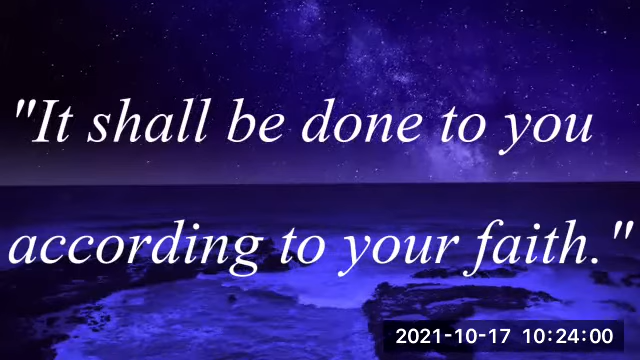 "It shall be done to you
according to your faith."
2021-10-17 10:24:00